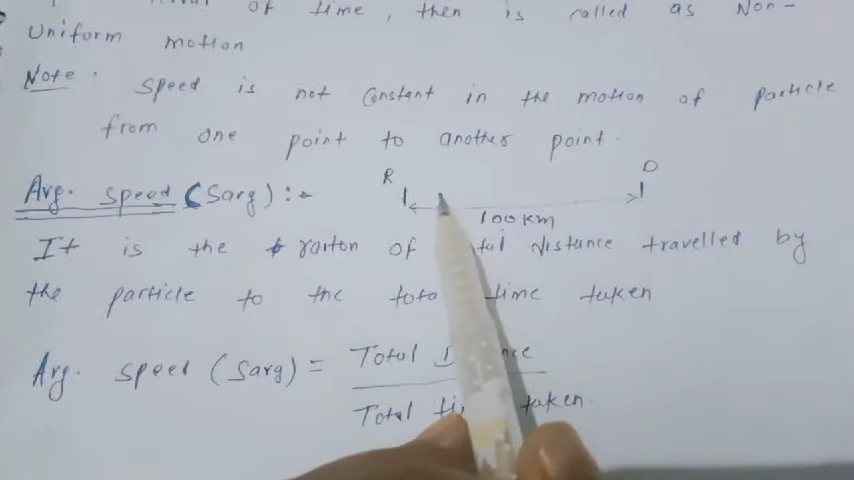 of time, then is called as Non-
Uniform motion
Note. Speed is not Constant in the motion of particle
from one point to another point.
R D
Avg. Speed (Savg) :-
100 km
It is the ration of distance travelled by
the particle to the time taken
Avg. speed (Savg) = Total
Total taken.